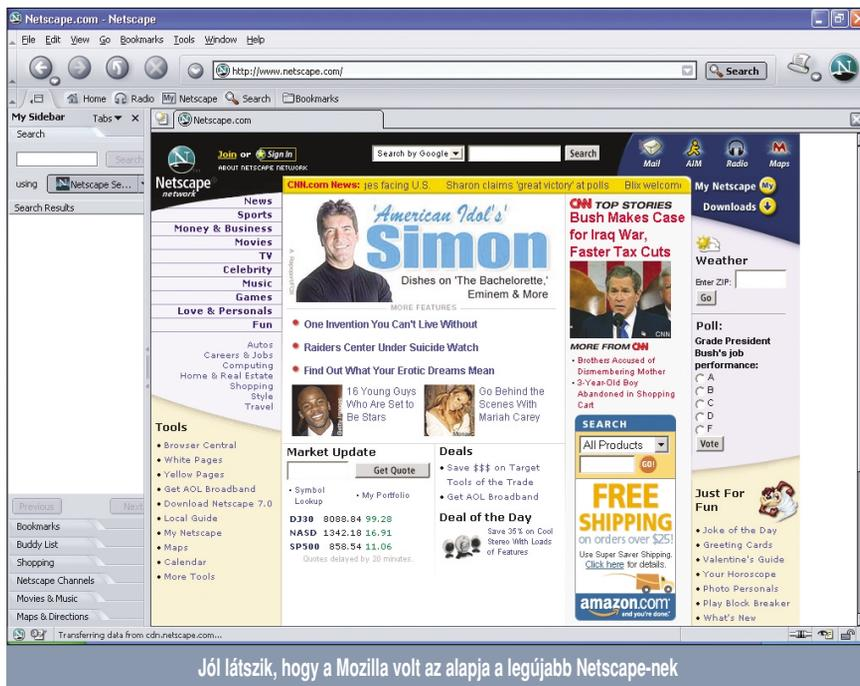 Netscape.com - Netscape
File Edit View Go Bookmarks Tools Window Help
http://www.netscape.com/
Search
Home Radio My Netscape Search Bookmarks
My Sidebar Tabs
Netscape.com
Search
Search
using Netscape Se...
Search Results
Previous Next
Bookmarks
Buddy List
Shopping
Netscape Channels
Movies & Music
Maps & Directions
Netscape
network
Join or Sign In
ABOUT NETSCAPE NETWORK
Search by Google
Search
Mail AIM Radio Maps
CNN.com News: ges facing U.S. Sharon claims 'great victory' at polls Blix welcom
My Netscape My
Downloads
News
Sports
Money & Business
Movies
TV
Celebrity
Music
Games
Love & Personals
Fun
Autos
Careers & Jobs
Computing
Home & Real Estate
Shopping
Style
Travel
Tools
Browser Central
White Pages
Yellow Pages
Get AOL Broadband
Download Netscape 7.0
Local Guide
My Netscape
Maps
Calendar
More Tools
'American Idol's'
Simon
Dishes on 'The Bachelorette,'
Eminem & More
MORE FEATURES
One Invention You Can't Live Without
Raiders Center Under Suicide Watch
Find Out What Your Erotic Dreams Mean
16 Young Guys
Who Are Set to
Be Stars
Go Behind the
Scenes With
Mariah Carey
Market Update
Get Quote
Symbol
Lookup
My Portfolio
DJ30 8088.84 99.28
NASD 1342.18 16.91
SP500 858.54 11.06
Quotes delayed by 20 minutes.
Deals
Save $$$ on Target
Tools of the Trade
Get AOL Broadband
Deal of the Day
Save 35% on Cool
Stereo With Loads
of Features
CNN TOP STORIES
Bush Makes Case
for Iraq War,
Faster Tax Cuts
CNN
MORE FROM CNN
Brothers Accused of
Dismembering Mother
3-Year-Old Boy
Abandoned in Shopping
Cart
SEARCH
All Products
GO!
FREE
SHIPPING
on orders over $25!
Use Super Saver Shipping.
Click here for details.
amazon.com
and you're done.
Weather
Enter ZIP:
Go
Poll:
Grade President
Bush's job
performance:
A
B
C
D
F
Vote
Just For
Fun
Joke of the Day
Greeting Cards
Valentine's Guide
Your Horoscope
Photo Personals
Play Block Breaker
What's New
Transferring data from cdn.netscape.com...
Jól látszik, hogy a Mozilla volt az alapja a legújabb Netscape-nek